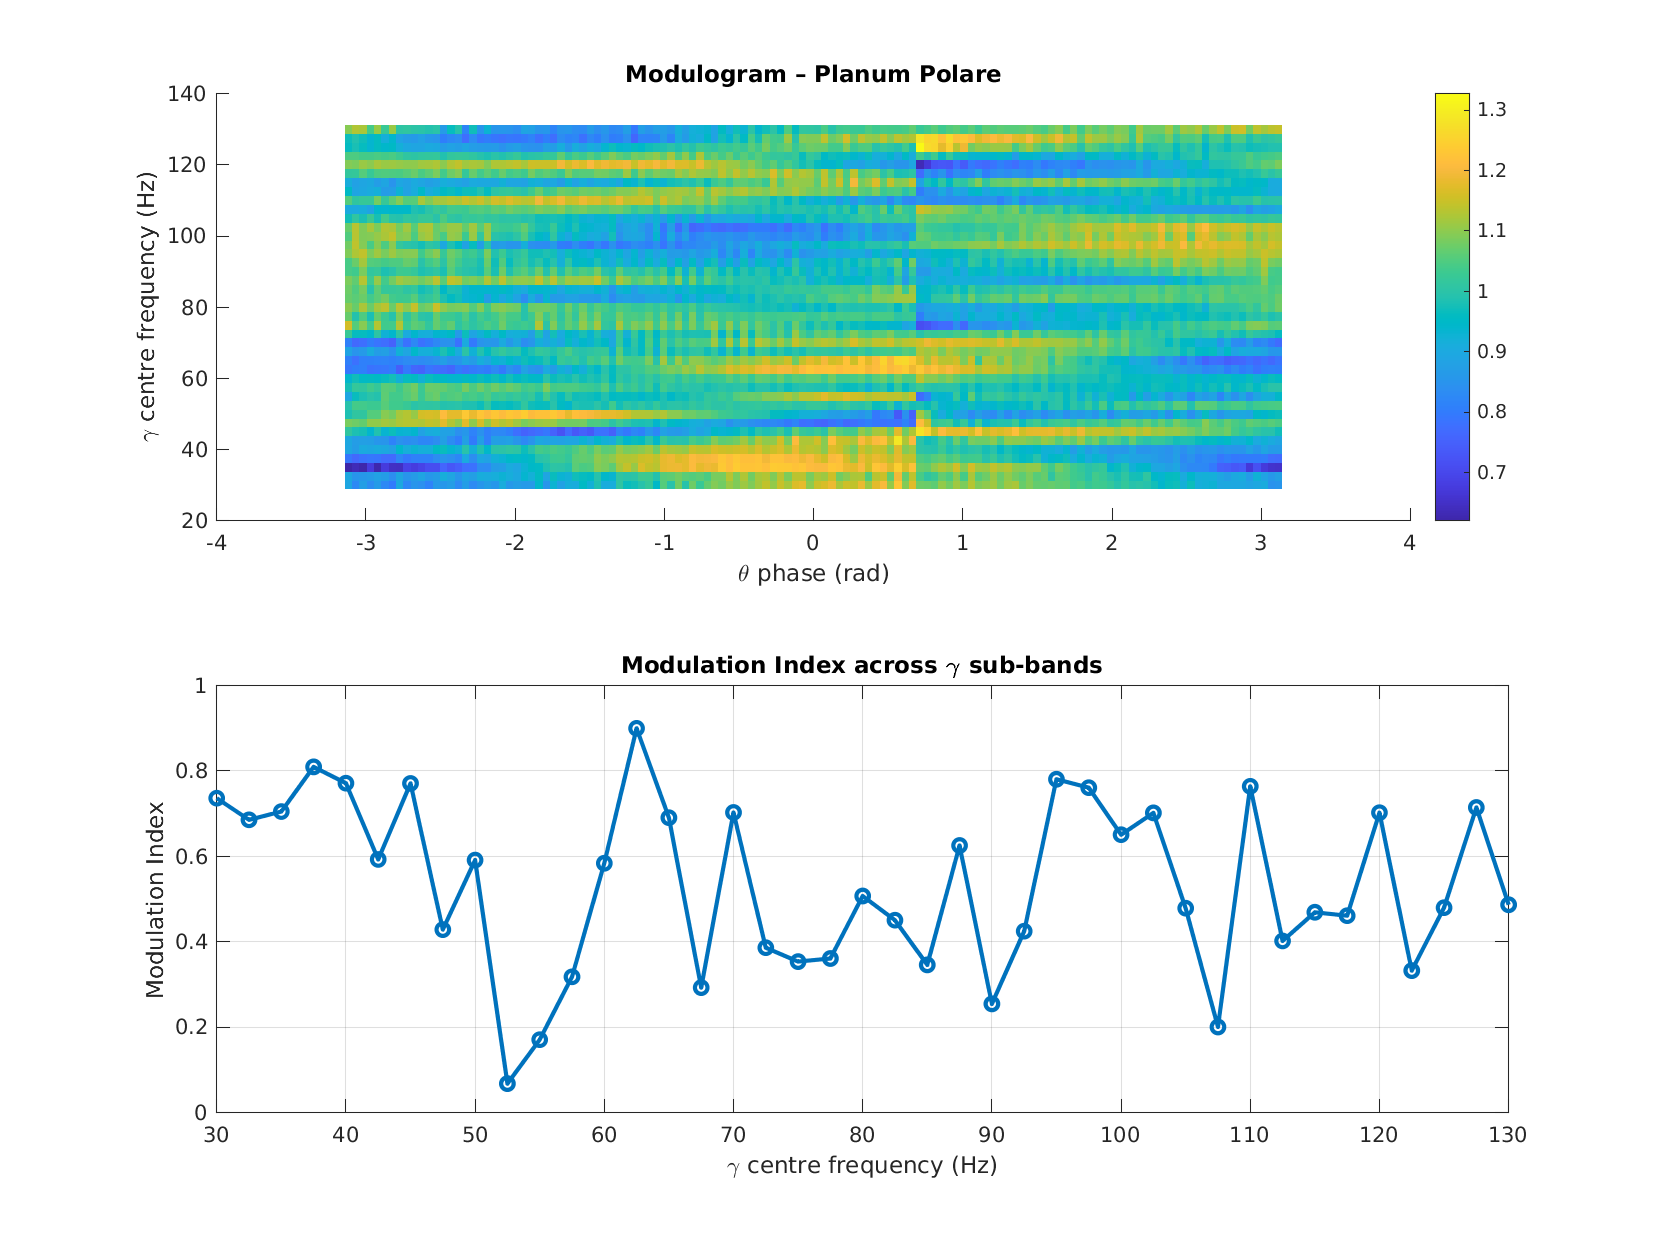 Modulogram – Planum Polare
γ centre frequency (Hz)
140
120
100
80
60
40
20
-4 -3 -2 -1 0 1 2 3 4
θ phase (rad)
1.3
1.2
1.1
1
0.9
0.8
0.7
Modulation Index across γ sub-bands
Modulation Index
1
0.8
0.6
0.4
0.2
0
30 40 50 60 70 80 90 100 110 120 130
γ centre frequency (Hz)